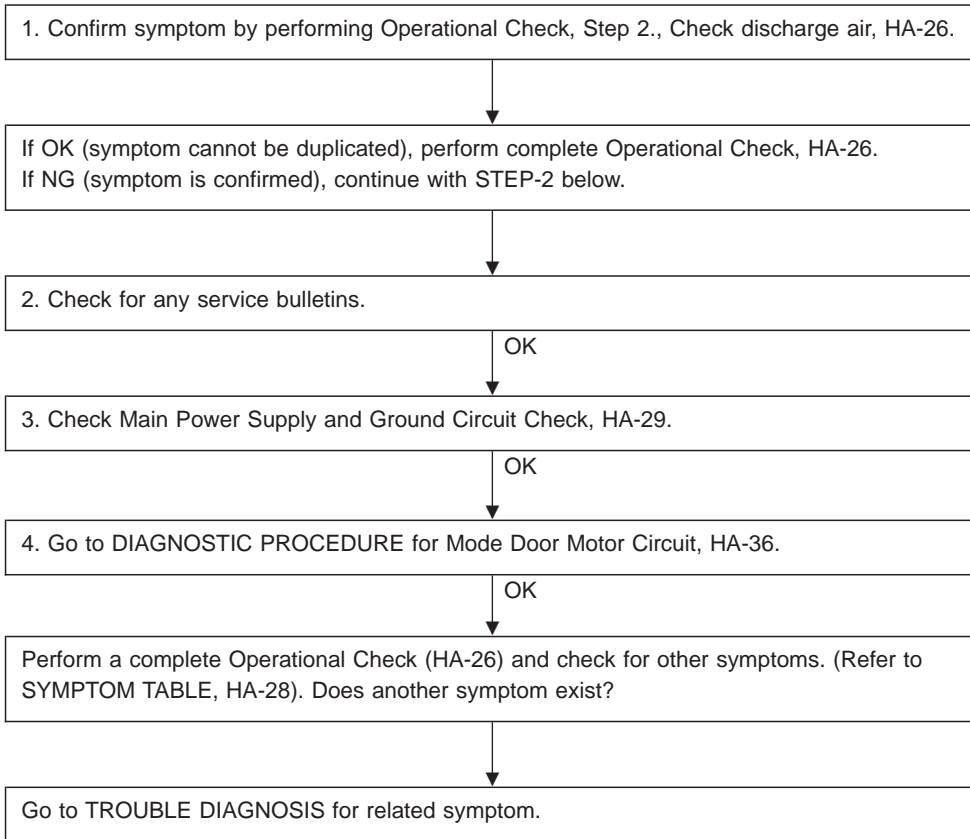 1. Confirm symptom by performing Operational Check, Step 2., Check discharge air, HA-26.
If OK (symptom cannot be duplicated), perform complete Operational Check, HA-26.
If NG (symptom is confirmed), continue with STEP-2 below.
2. Check for any service bulletins.
OK
3. Check Main Power Supply and Ground Circuit Check, HA-29.
OK
4. Go to DIAGNOSTIC PROCEDURE for Mode Door Motor Circuit, HA-36.
OK
Perform a complete Operational Check (HA-26) and check for other symptoms. (Refer to
SYMPTOM TABLE, HA-28). Does another symptom exist?
Go to TROUBLE DIAGNOSIS for related symptom.